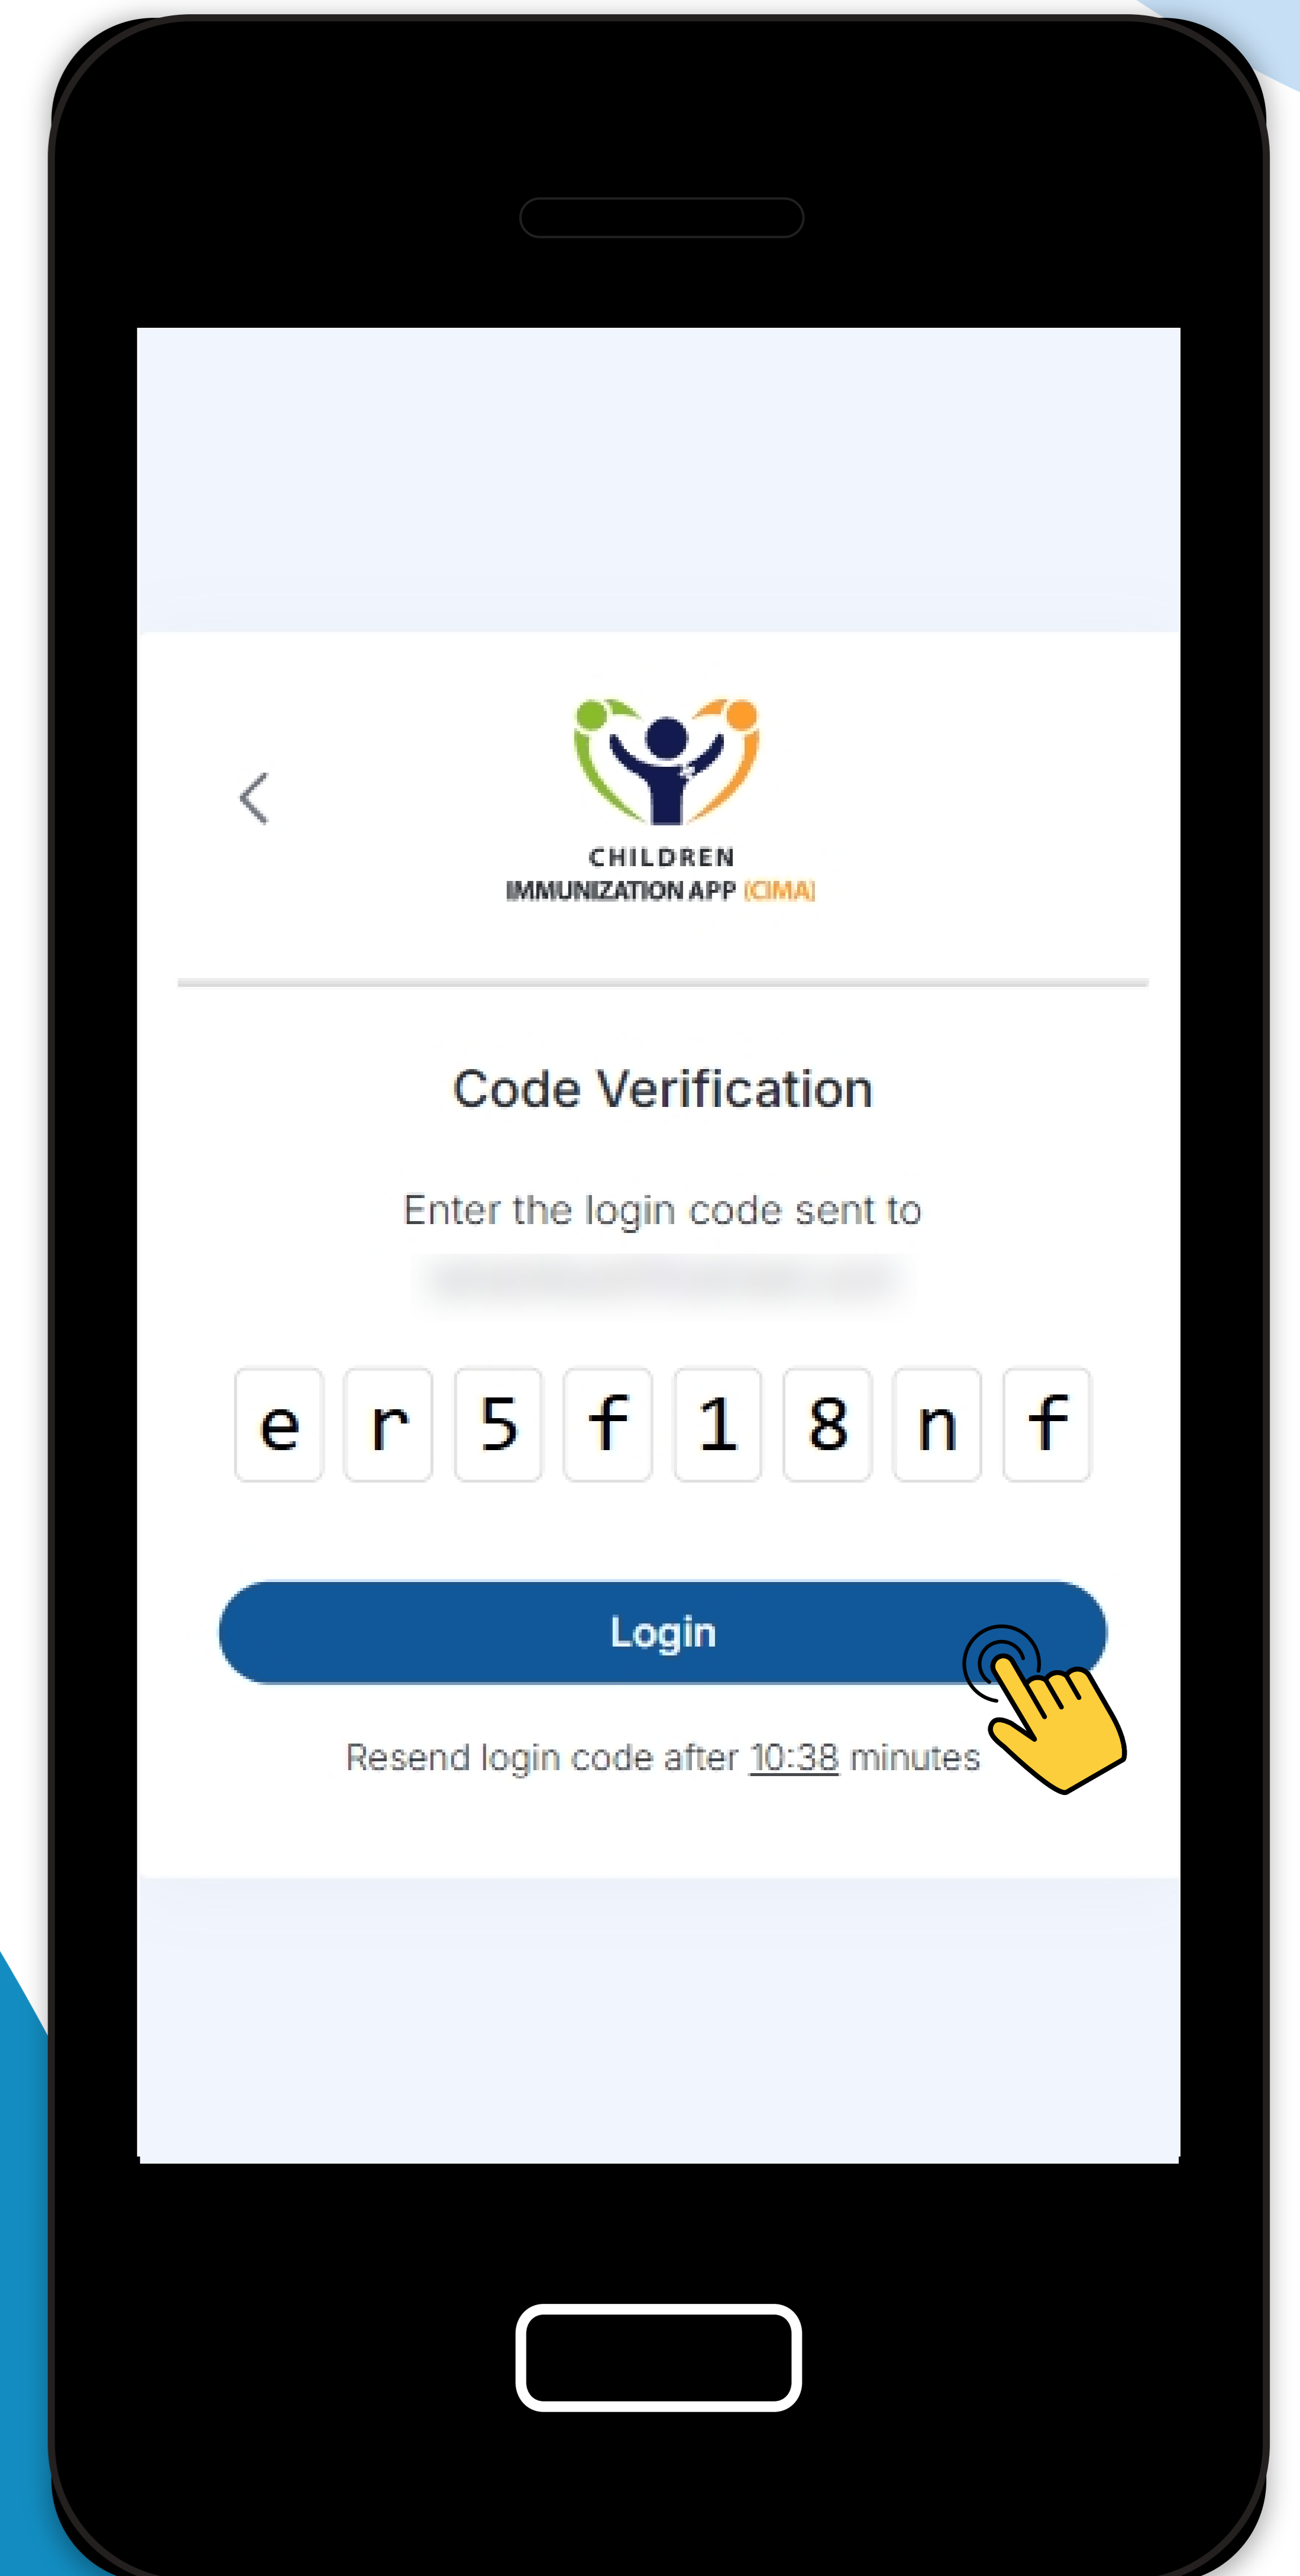 CHILDREN
IMMUNIZATION APP (CIMA)
Code Verification
Enter the login code sent to
e r 5 f 1 8 n f
Login
Resend login code after 10:38 minutes